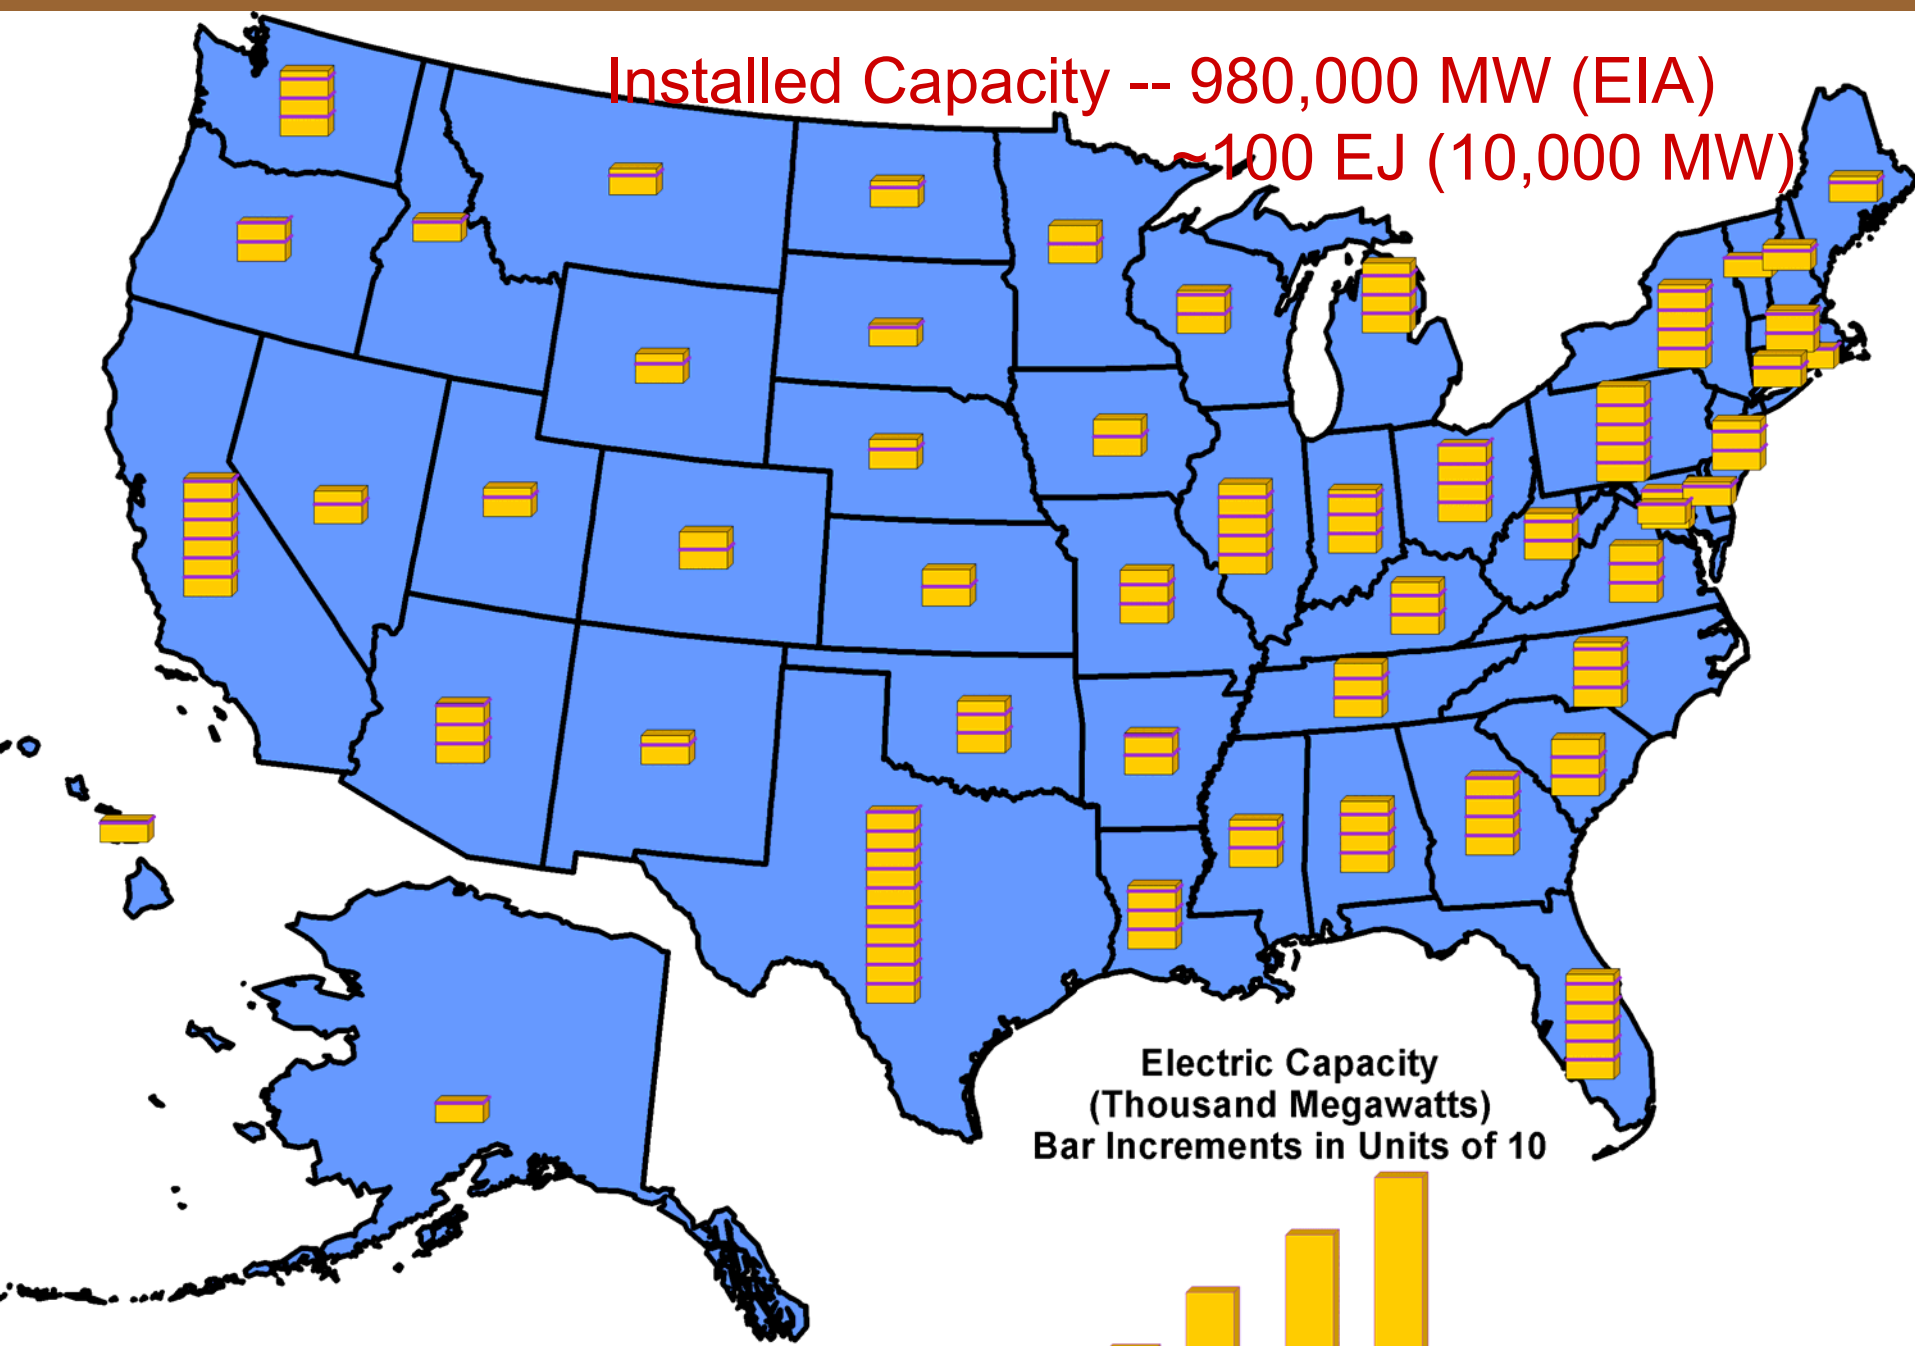 Installed Capacity -- 980,000 MW (EIA)
~100 EJ (10,000 MW)
Electric Capacity
(Thousand Megawatts)
Bar Increments in Units of 10